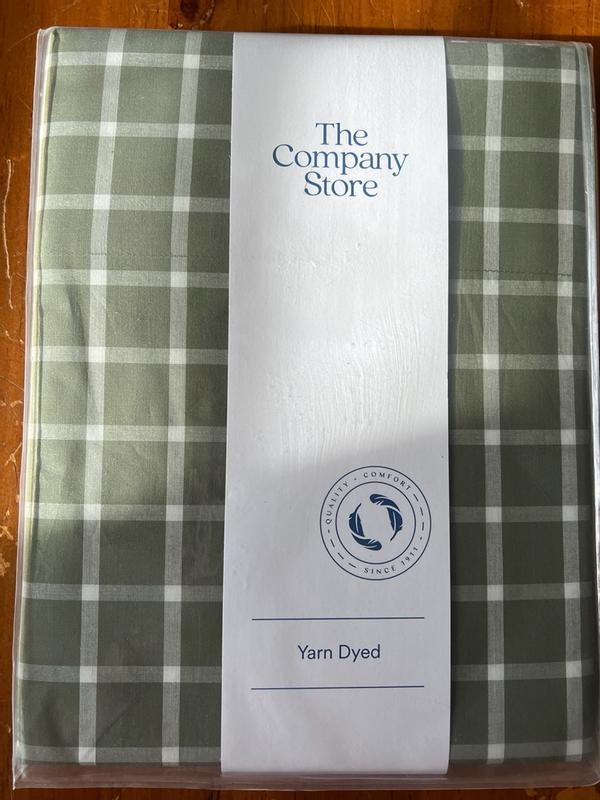 The
Company
Store
QUALITY - COMFORT
SINCE 1911
Yarn Dyed